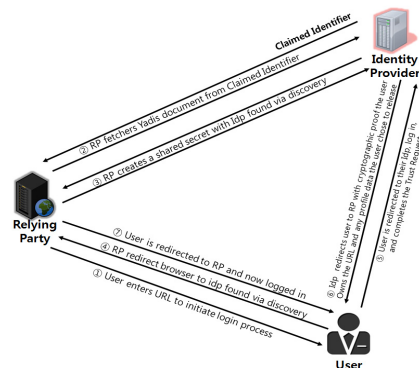 Claimed Identifier
Identity
Provider
② RP fetchers Yadis document from Claimed Identifier
③ RP creates a shared secret with Idp found via discovery
Relying
Party
⑦ User is redirected to RP and now logged in
④ RP redirect browser to idp found via discovery
① User enters URL to initiate login process
⑥ Idp redirects user to RP with Cryptographic proof the user
Owns the URL and any profile data the user chose to release
⑤ User is redirected to their Idp, log in,
and completes the Trust Request
User